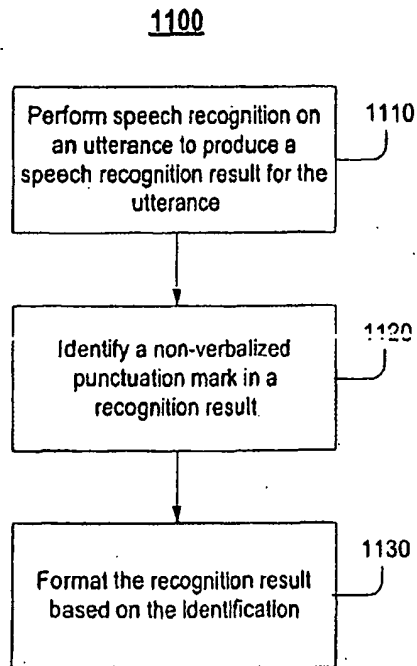 1100
Perform speech recognition on
an utterance to produce a
speech recognition result for the
utterance
1110
Identify a non-verbalized
punctuation mark in a
recognition result
1120
Format the recognition result
based on the identification
1130